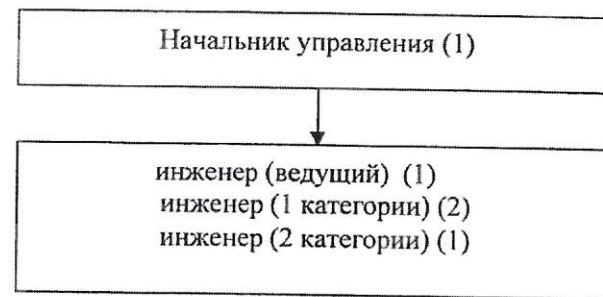 Начальник управления (1)
инженер (ведущий) (1)
инженер (1 категории) (2)
инженер (2 категории) (1)